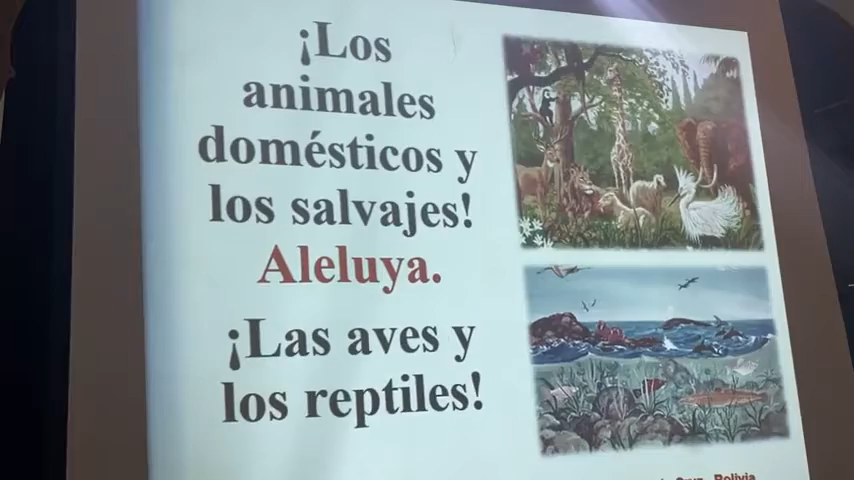 ¡Los
animales
domésticos y
los salvajes!
Aleluya.
¡Las aves y
los reptiles!
Bolivia